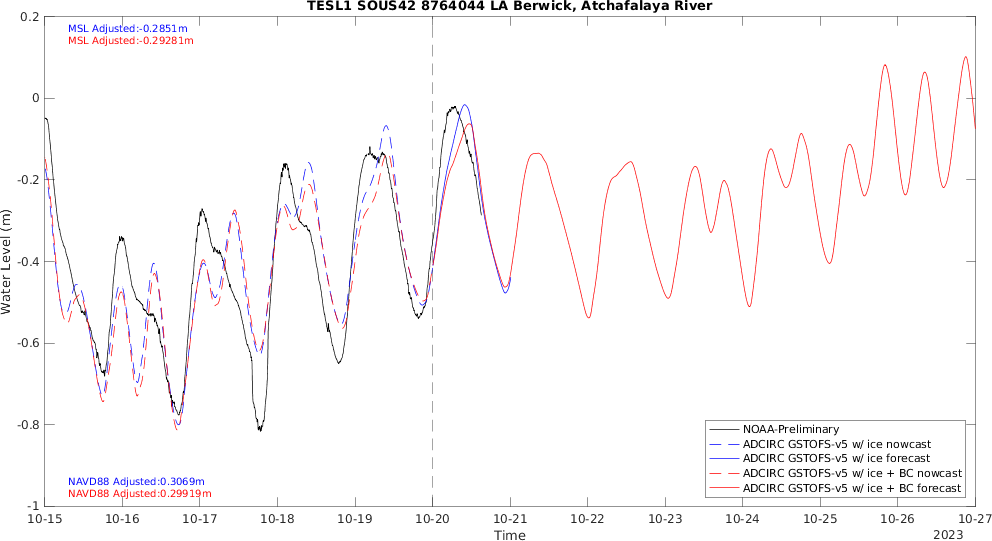 TESL1 SOUS42 8764044 LA Berwick, Atchafalaya River
MSL Adjusted:-0.2851m
MSL Adjusted:-0.29281m
0.2
0
-0.2
-0.4
-0.6
-0.8
-1
Water Level (m)
NAVD88 Adjusted:0.3069m
NAVD88 Adjusted:0.29919m
NOAA-Preliminary
ADCIRC GSTOFS-v5 w/ ice nowcast
ADCIRC GSTOFS-v5 w/ ice forecast
ADCIRC GSTOFS-v5 w/ ice + BC nowcast
ADCIRC GSTOFS-v5 w/ ice + BC forecast
10-15 10-16 10-17 10-18 10-19 10-20 10-21 10-22 10-23 10-24 10-25 10-26 10-27
Time
2023